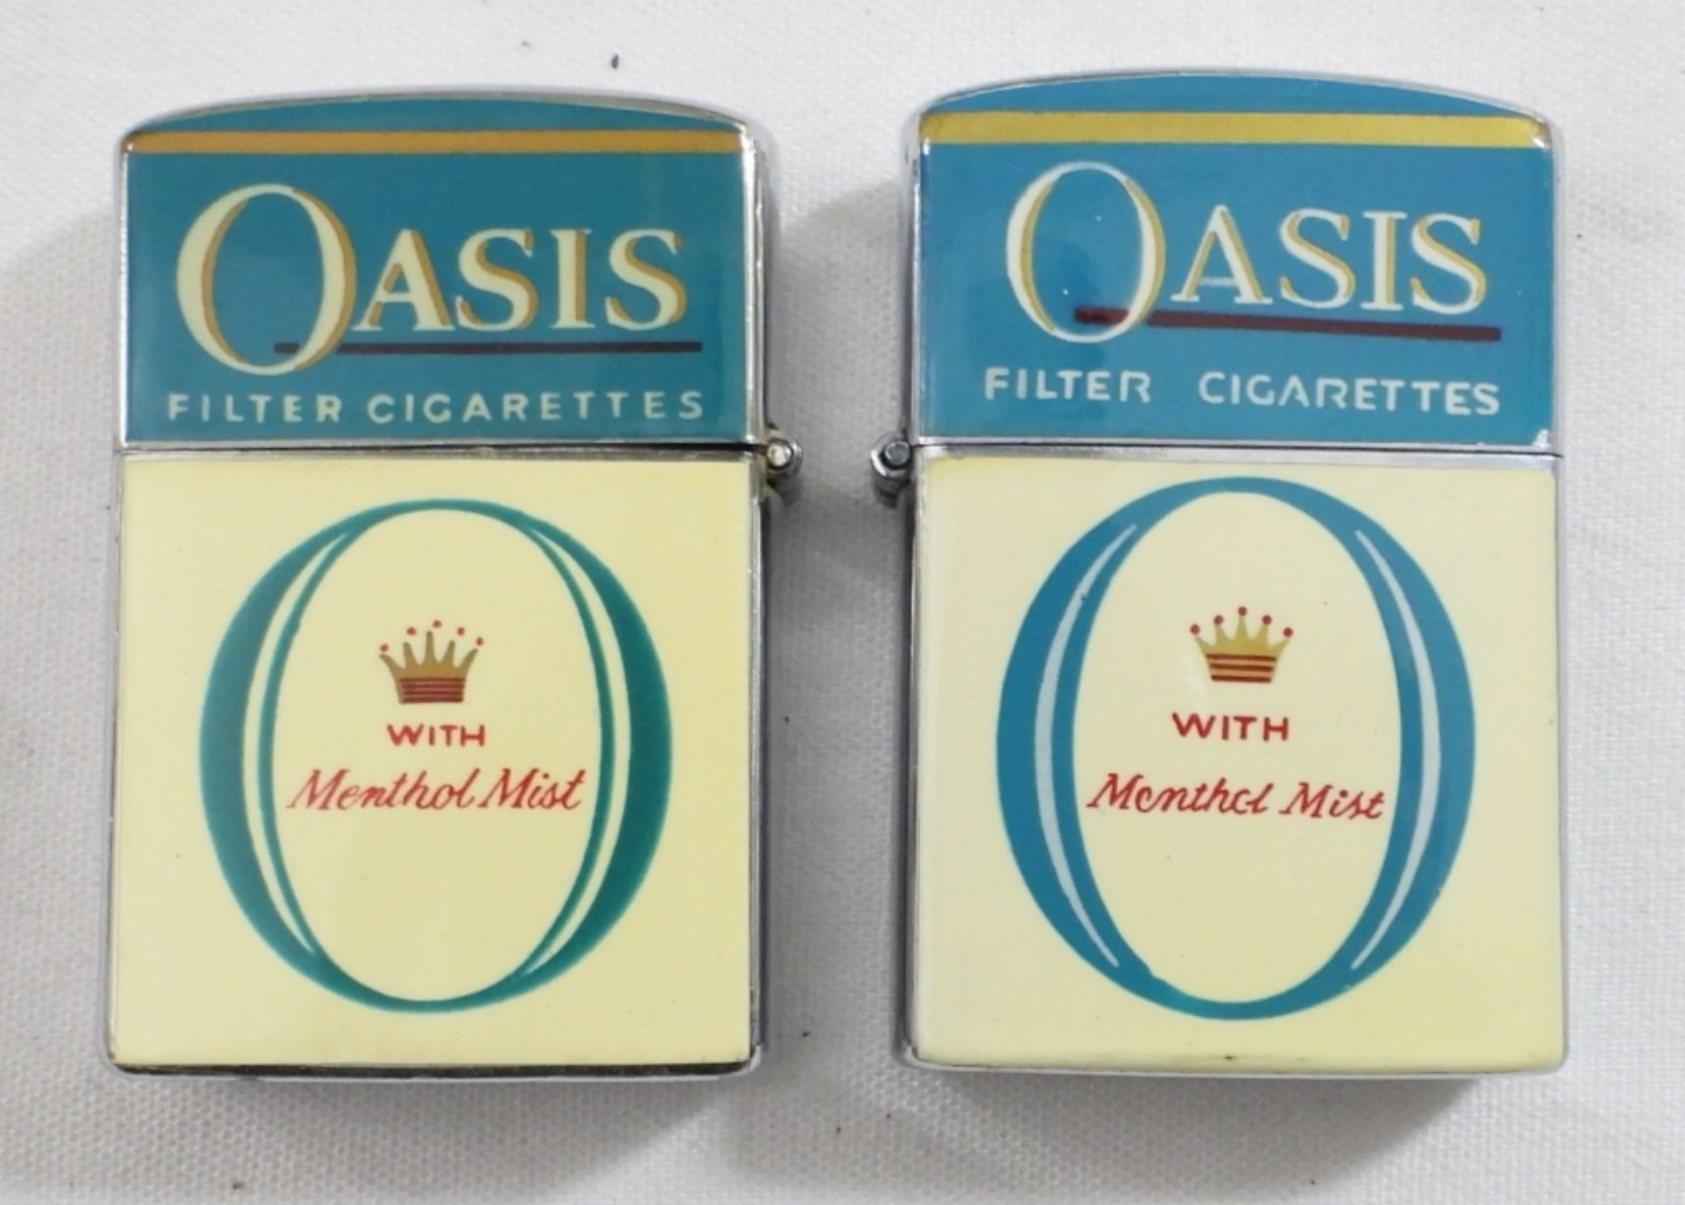 OASIS
FILTER CIGARETTES
O
WITH
Menthol Mist
OASIS
FILTER CIGARETTES
O
WITH
Menthol Mist